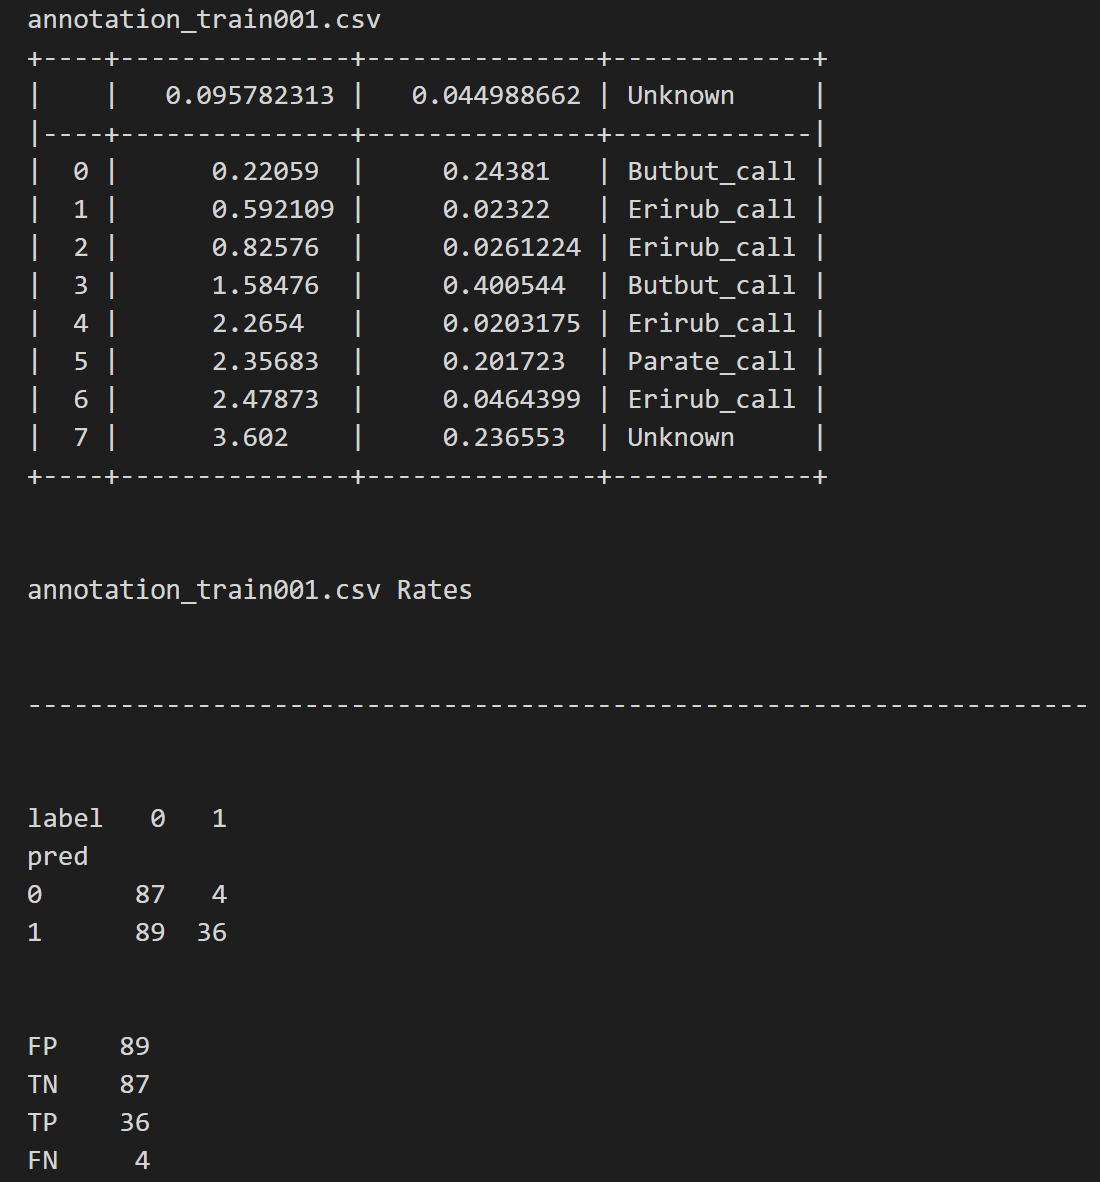 annotation_train001.csv
+----+---------------+---------------+-------------+
|    |   0.095782313 |   0.044988662 | Unknown     |
|----+---------------+---------------+-------------|
|  0 |      0.22059  |     0.24381   | Butbut_call |
|  1 |      0.592109 |     0.02322   | Erirub_call |
|  2 |      0.82576  |     0.0261224 | Erirub_call |
|  3 |      1.58476  |     0.400544  | Butbut_call |
|  4 |      2.2654   |     0.0203175 | Erirub_call |
|  5 |      2.35683  |     0.201723  | Parate_call |
|  6 |      2.47873  |     0.0464399 | Erirub_call |
|  7 |      3.602    |     0.236553  | Unknown     |
+----+---------------+---------------+-------------+
annotation_train001.csv Rates
---------------------------------------------------------------------
label   0   1
pred
0      87   4
1      89  36
FP    89
TN    87
TP    36
FN     4